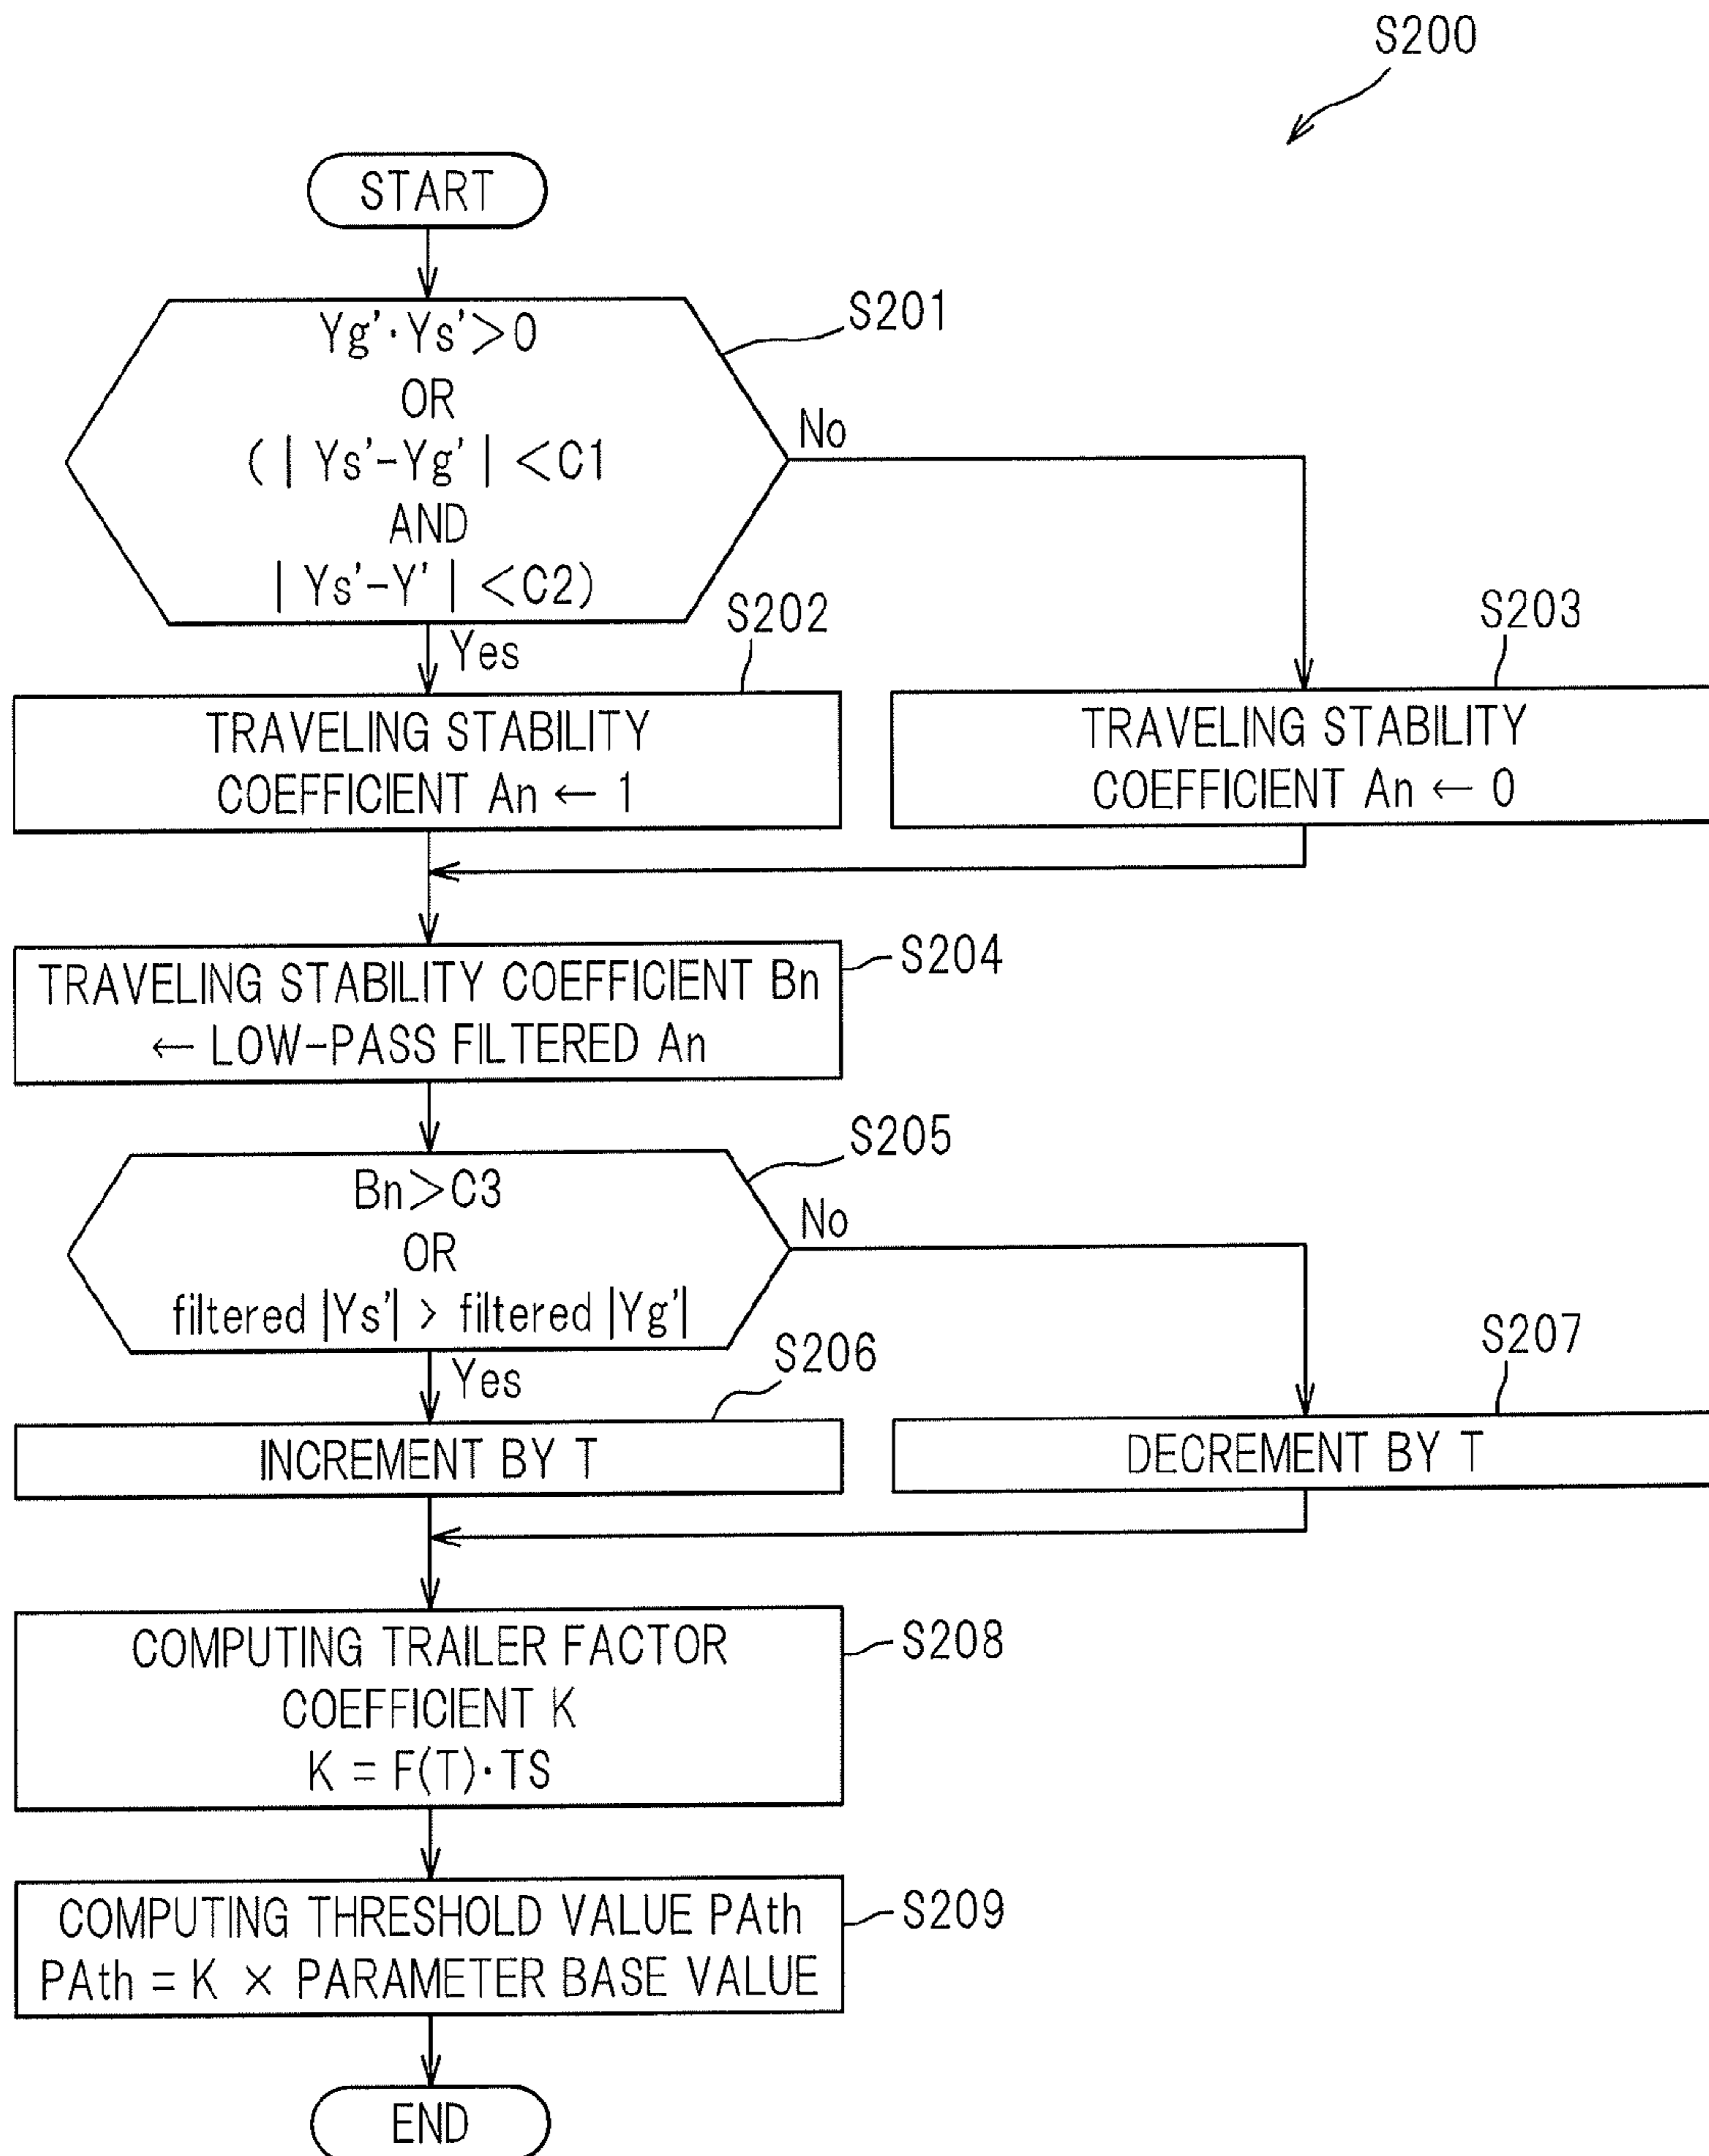 S200
START
Yg'·Ys'>0
OR
(| Ys'-Yg' | <C1
AND
| Ys'-Y' | <C2)
S201
No
Yes
S202
TRAVELING STABILITY
COEFFICIENT An ← 1
S203
TRAVELING STABILITY
COEFFICIENT An ← 0
TRAVELING STABILITY COEFFICIENT Bn
← LOW-PASS FILTERED An
S204
Bn>C3
OR
filtered |Ys'| > filtered |Yg'|
S205
No
Yes
S206
INCREMENT BY T
S207
DECREMENT BY T
COMPUTING TRAILER FACTOR
COEFFICIENT K
K = F(T)·TS
S208
COMPUTING THRESHOLD VALUE PAth
PAth = K × PARAMETER BASE VALUE
S209
END